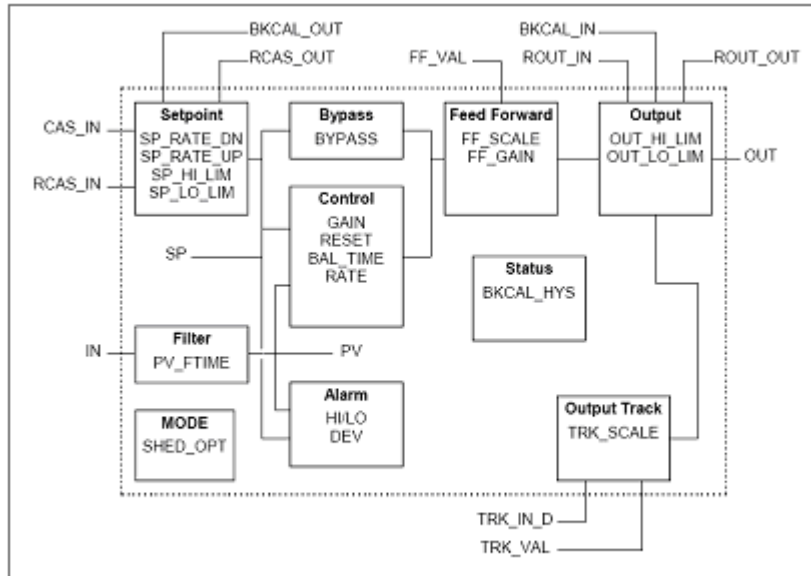 BKCAL_OUT
BKCAL_IN
RCAS_OUT
FF_VAL
ROUT_IN
ROUT_OUT
CAS_IN
RCAS_IN
Setpoint
SP_RATE_DN
SP_RATE_UP
SP_HI_LIM
SP_LO_LIM
Bypass
BYPASS
Feed Forward
FF_SCALE
FF_GAIN
Output
OUT_HI_LIM
OUT_LO_LIM
OUT
Control
GAIN
RESET
BAL_TIME
RATE
SP
Status
BKCAL_HYS
IN
Filter
PV_FTIME
PV
MODE
SHED_OPT
Alarm
HI/LO
DEV
Output Track
TRK_SCALE
TRK_IN_D
TRK_VAL